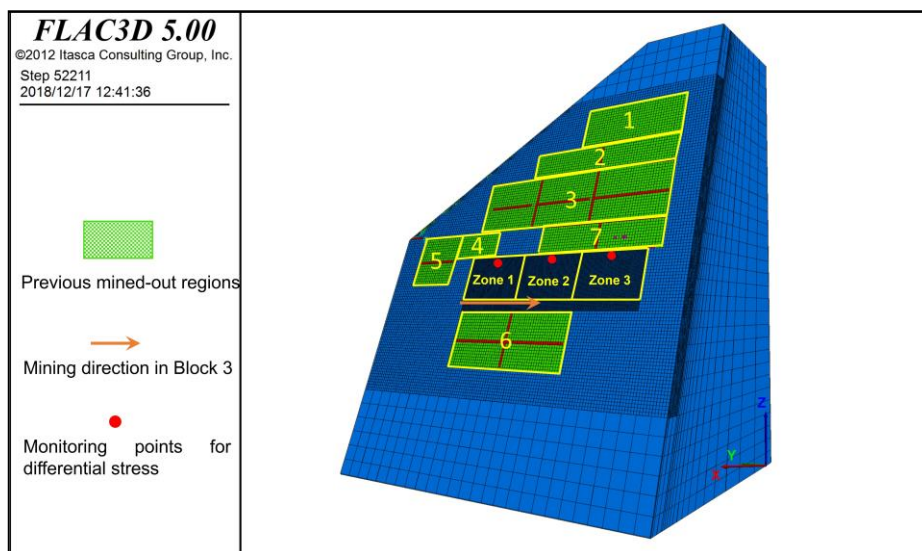 FLAC3D 5.00
©2012 Itasca Consulting Group, Inc.
Step 52211
2018/12/17 12:41:36
Previous mined-out regions
Mining direction in Block 3
Monitoring points for
differential stress
1
2
3
7
4
5
Zone 1
Zone 2
Zone 3
6
Z
Y
X